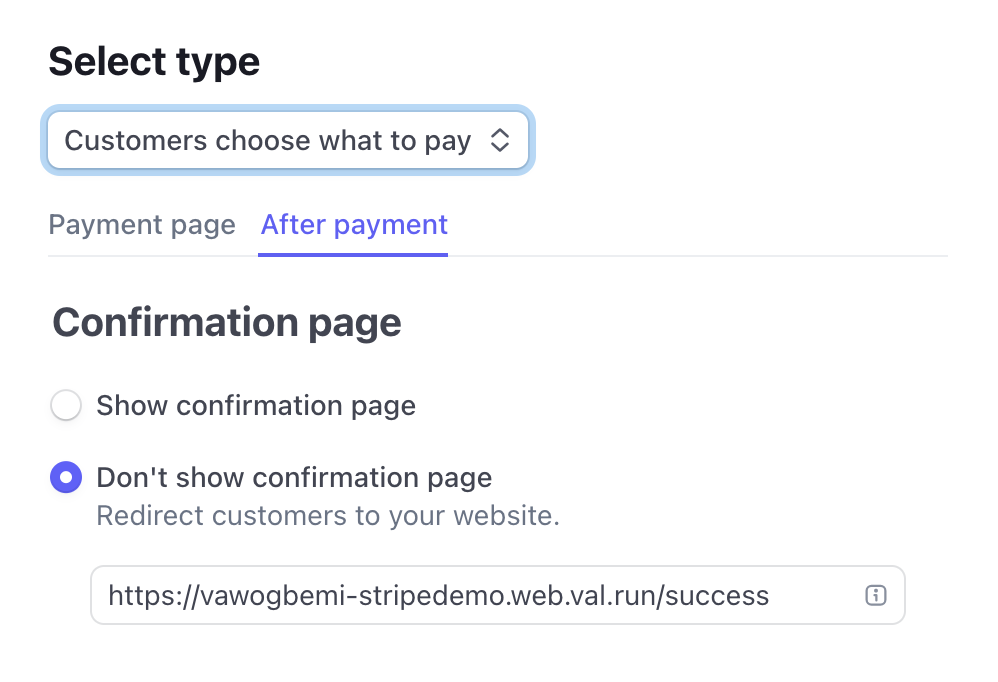 Select type
Customers choose what to pay
Payment page After payment
Confirmation page
Show confirmation page
Don't show confirmation page
Redirect customers to your website.
https://vawogbemi-stripedemo.web.val.run/success